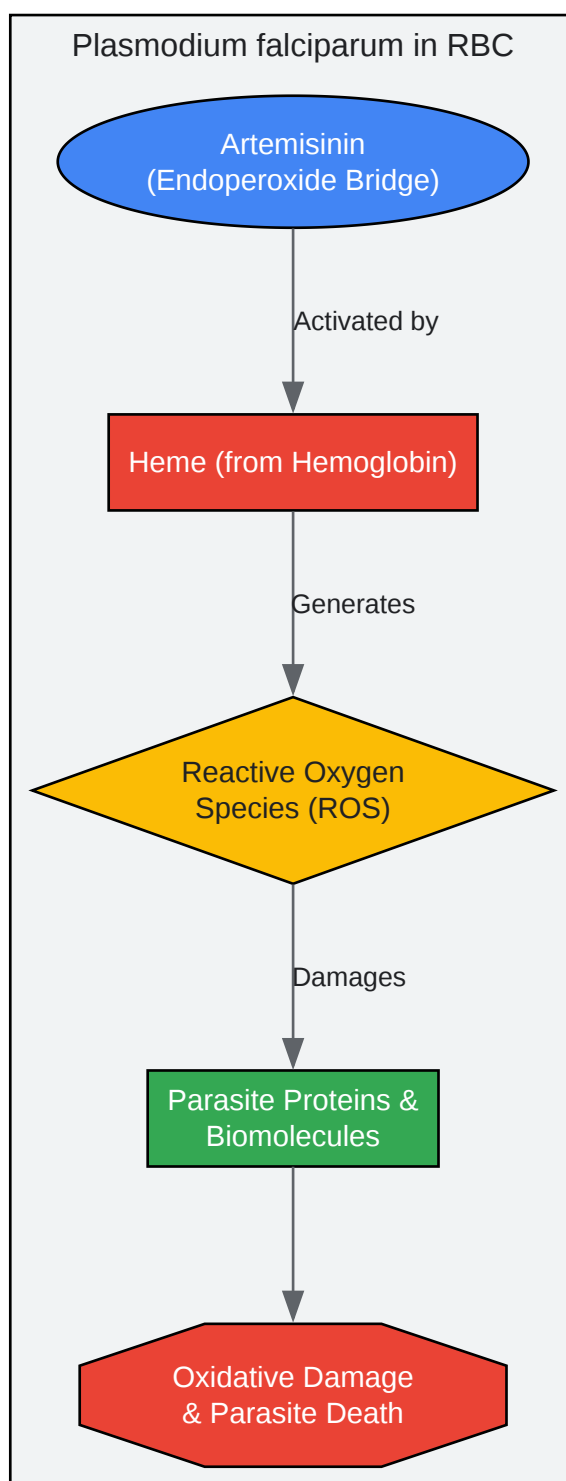 Plasmodium falciparum in RBC
Artemisinin
(Endoperoxide Bridge)
Activated by
Heme (from Hemoglobin)
Generates
Reactive Oxygen
Species (ROS)
Damages
Parasite Proteins &
Biomolecules
Oxidative Damage
& Parasite Death